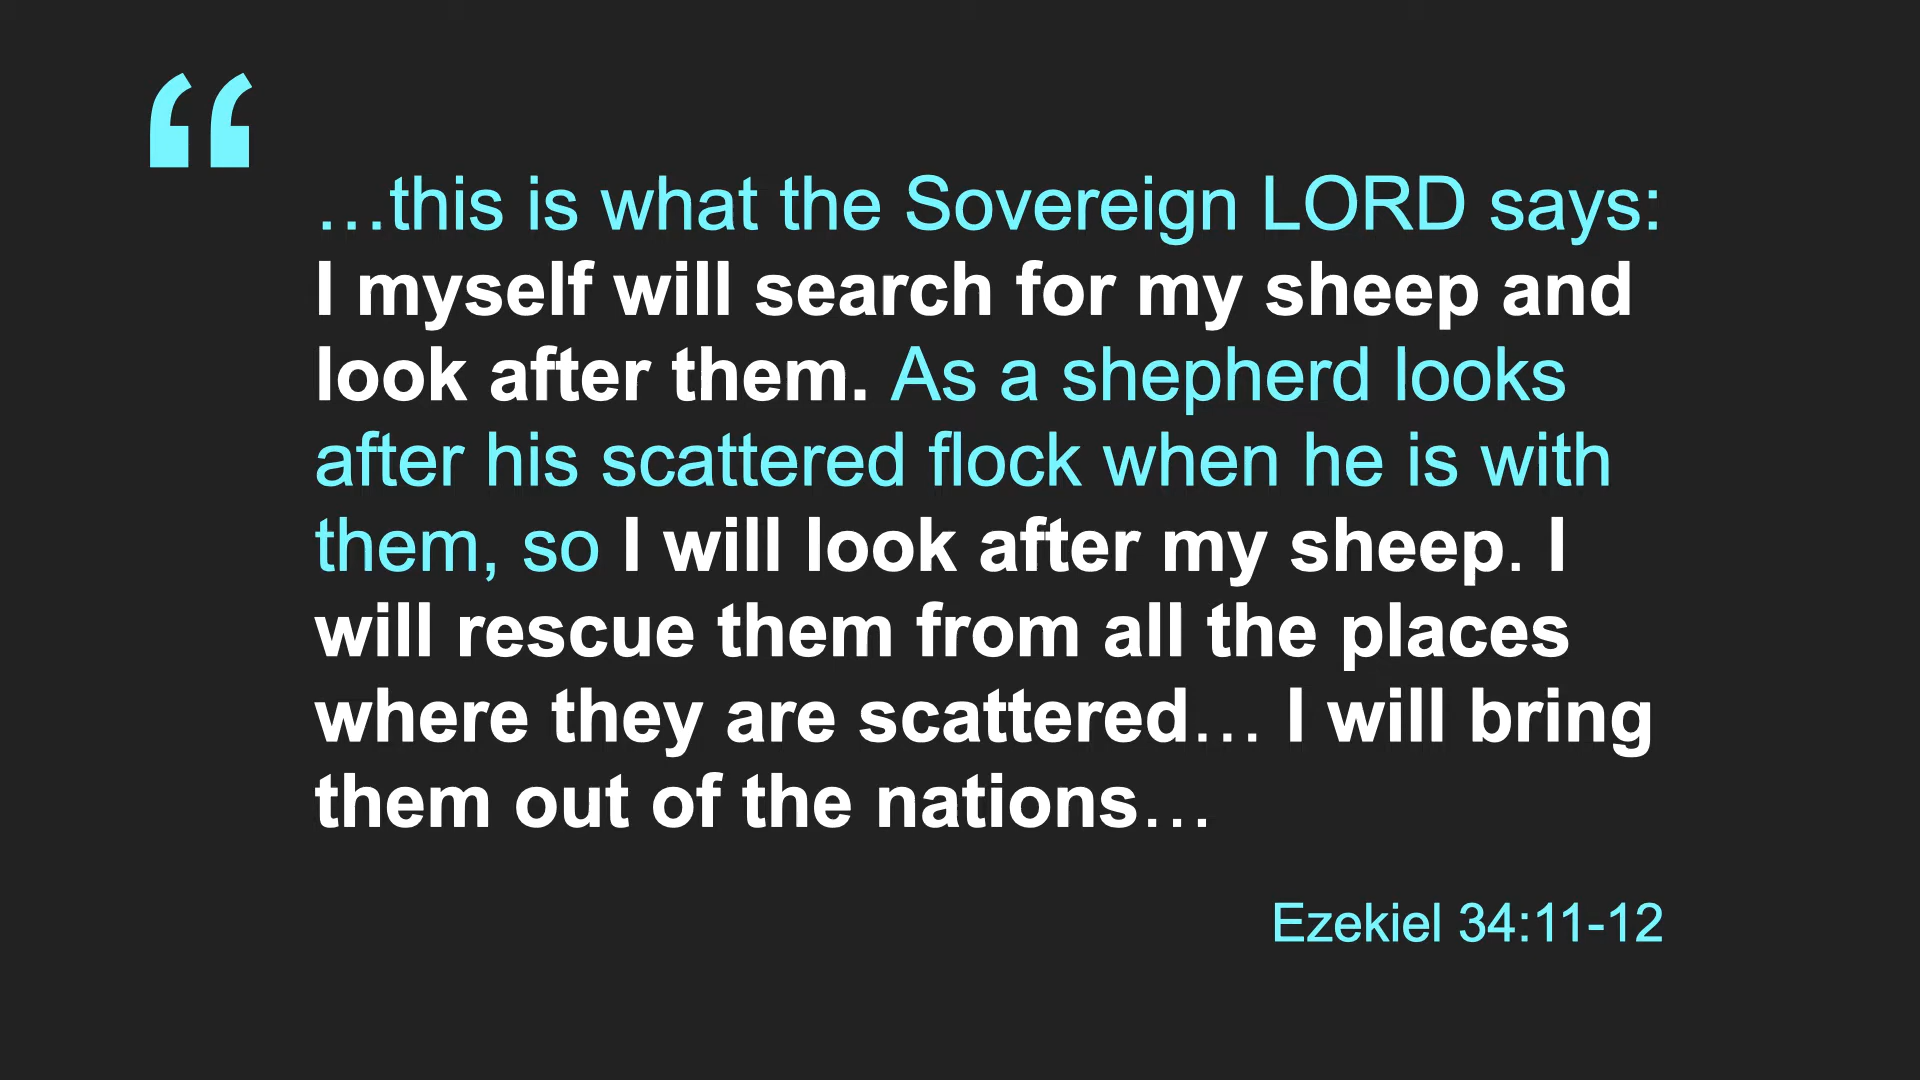 “
…this is what the Sovereign LORD says:
I myself will search for my sheep and
look after them. As a shepherd looks
after his scattered flock when he is with
them, so I will look after my sheep. I
will rescue them from all the places
where they are scattered… I will bring
them out of the nations…
Ezekiel 34:11-12